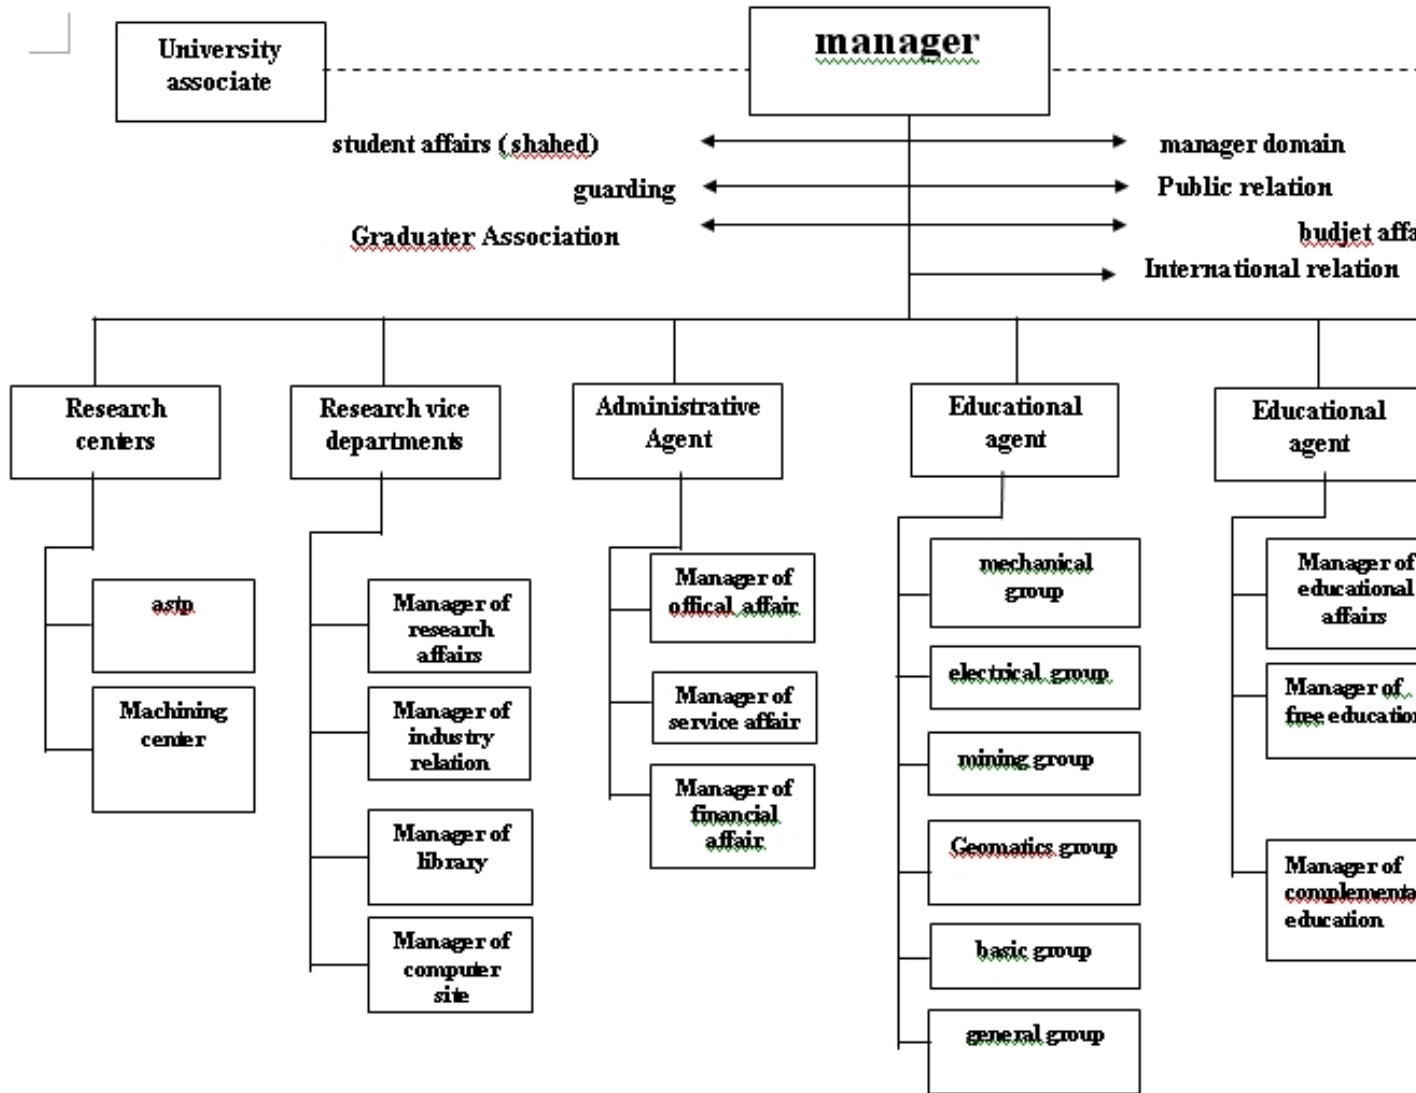 University
associate
manager
student affairs (shahed)
manager domain
guarding
Public relation
Graduater Association
budjet
International relation
Research
centers
Research vice
departments
Administrative
Agent
Educational
agent
Educational
agent
astp
Machining
center
Manager of
research
affairs
Manager of
industry
relation
Manager of
library
Manager of
computer
site
Manager of
offical affair
Manager of
service affair
Manager of
financial
affair
mechanical
group
electrical group
mining group
Geomatics group
basic group
general group
Manager of
educational
affairs
Manager of
free education
Manager of
education